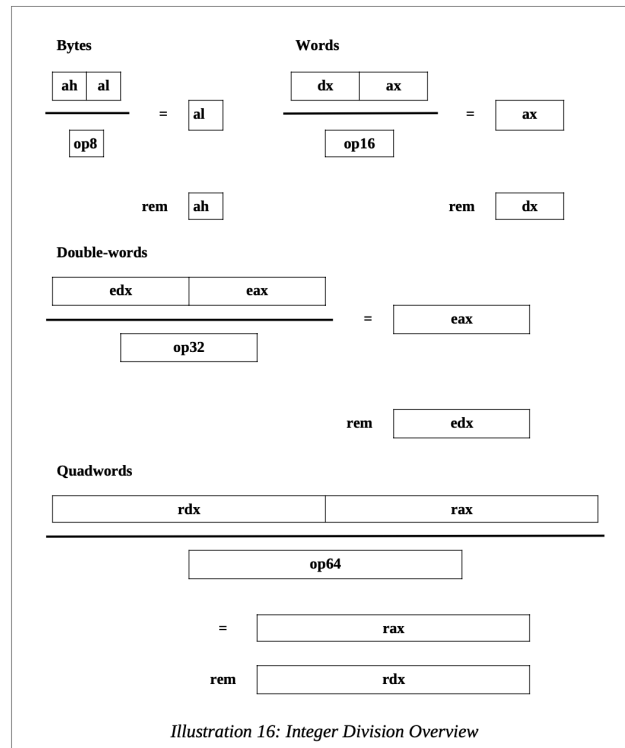 Bytes Words
ah al dx ax
= al = ax
op8 op16
rem ah rem dx
Double-words
edx eax
= eax
op32
rem edx
Quadwords
rdx rax
op64
= rax
rem rdx
Illustration 16: Integer Division Overview